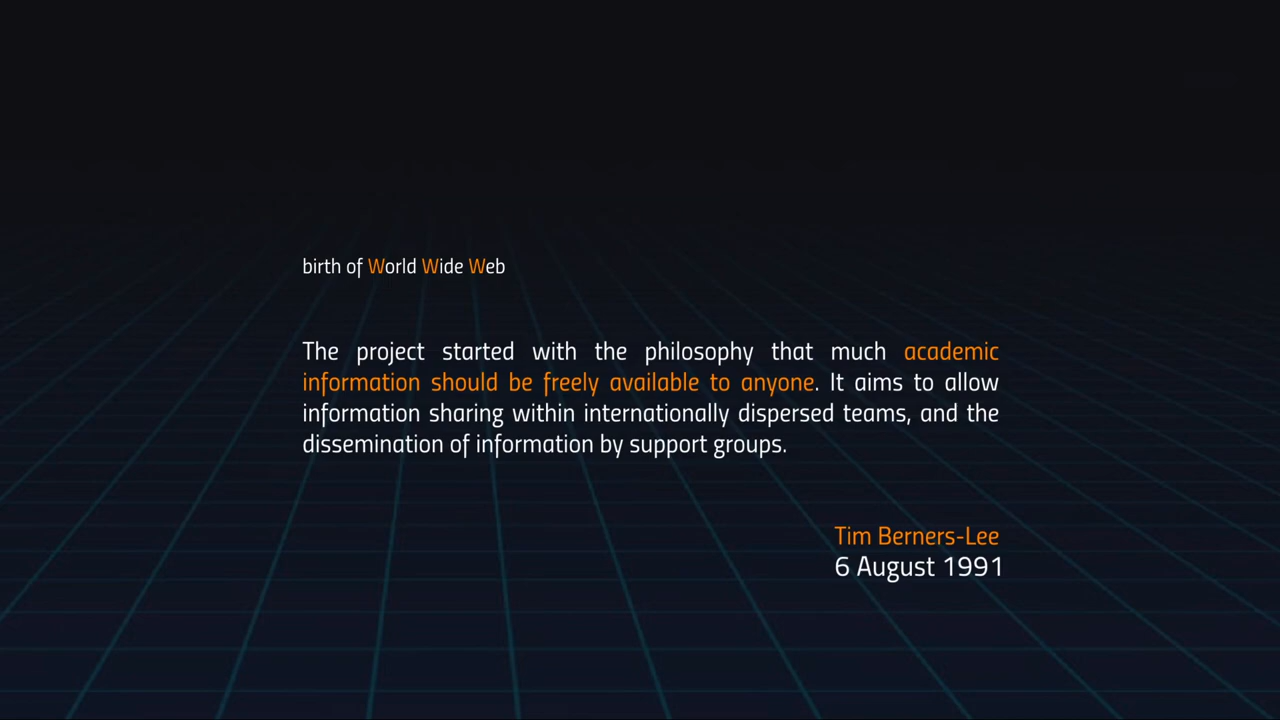 birth of World Wide Web
The project started with the philosophy that much academic
information should be freely available to anyone. It aims to allow
information sharing within internationally dispersed teams, and the
dissemination of information by support groups.
Tim Berners-Lee
6 August 1991